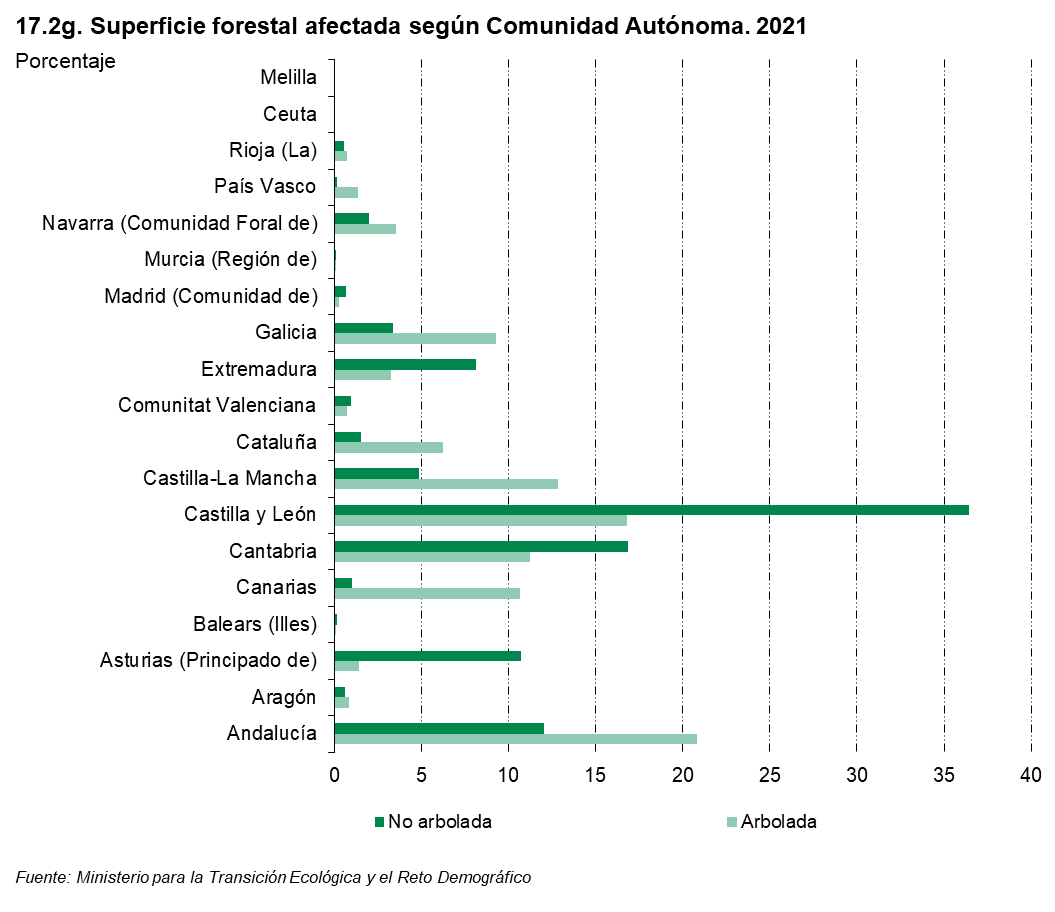 17.2g. Superficie forestal afectada según Comunidad Autónoma. 2021
Porcentaje
Melilla
Ceuta
Rioja (La)
País Vasco
Navarra (Comunidad Foral de)
Murcia (Región de)
Madrid (Comunidad de)
Galicia
Extremadura
Comunitat Valenciana
Cataluña
Castilla-La Mancha
Castilla y León
Cantabria
Canarias
Balears (Illes)
Asturias (Principado de)
Aragón
Andalucía
0 5 10 15 20 25 30 35 40
No arbolada Arbolada
Fuente: Ministerio para la Transición Ecológica y el Reto Demográfico